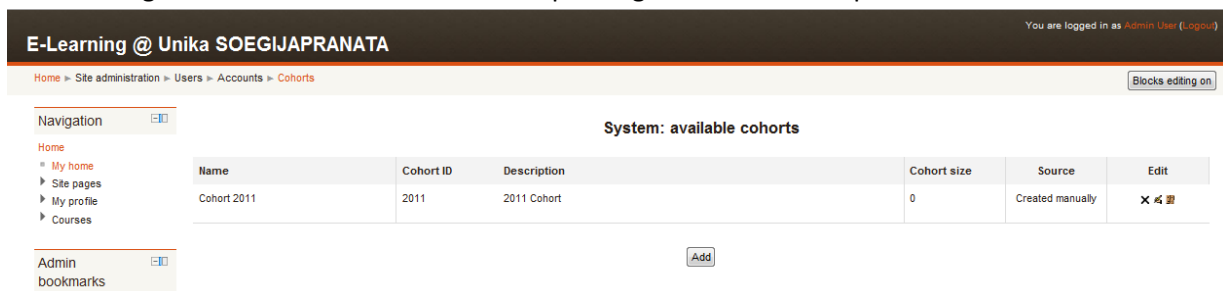 You are logged in as Admin User (Logout)
E-Learning @ Unika SOEGIJAPRANATA
Home ► Site administration ► Users ► Accounts ► Cohorts
Blocks editing on
Navigation
Home
My home
Site pages
My profile
Courses
System: available cohorts
Name Cohort ID Description Cohort size Source Edit
Cohort 2011 2011 2011 Cohort 0 Created manually
Add
Admin
bookmarks